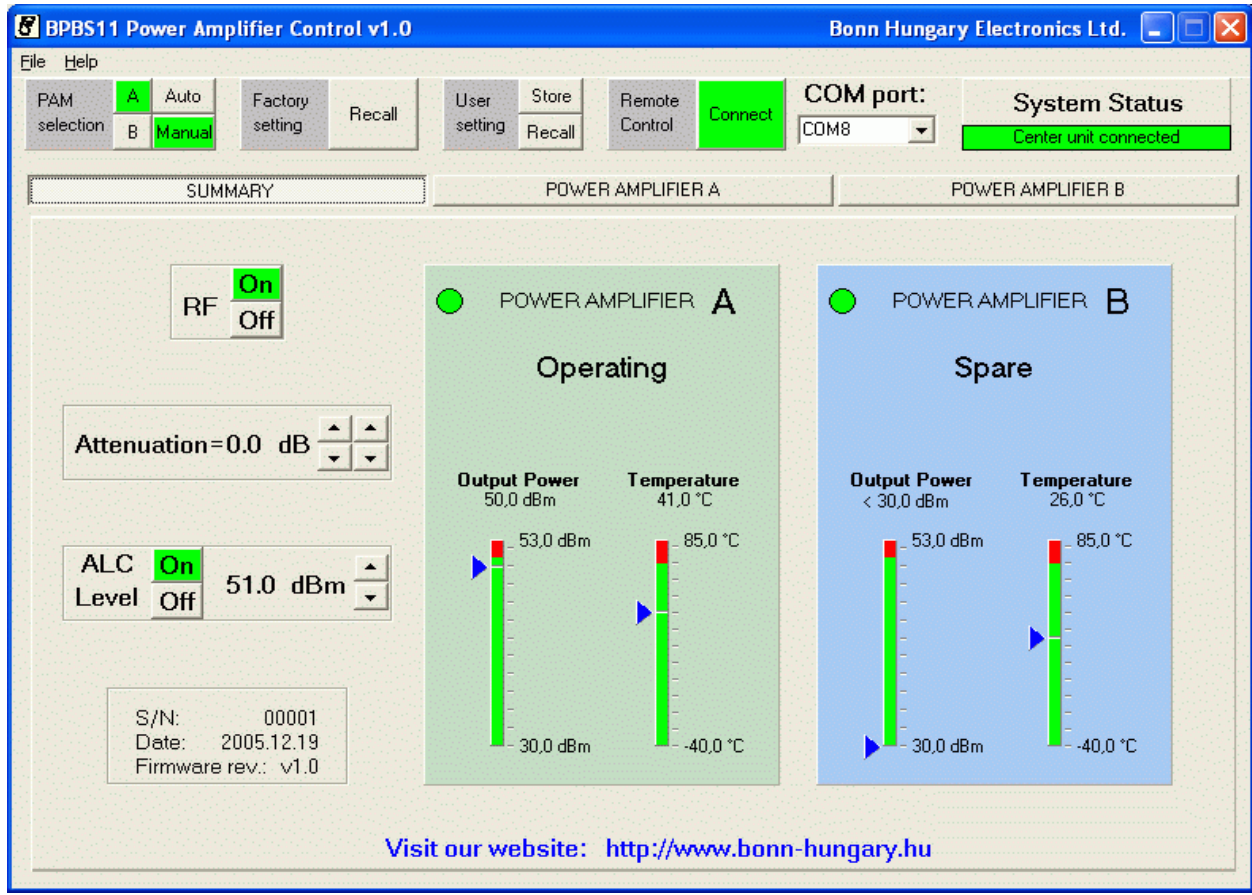 BPBS11 Power Amplifier Control v1.0
Bonn Hungary Electronics Ltd.
File Help
PAM selection
A
B
Auto
Manual
Factory setting
Recall
User setting
Store
Recall
Remote Control
Connect
COM port:
COM8
System Status
Center unit connected
SUMMARY
POWER AMPLIFIER A
POWER AMPLIFIER B
RF
On
Off
Attenuation=0.0 dB
ALC Level
On
Off
51.0 dBm
S/N: 00001
Date: 2005.12.19
Firmware rev.: v1.0
POWER AMPLIFIER A
Operating
Output Power
50,0 dBm
53,0 dBm
30,0 dBm
Temperature
41,0 °C
85,0 °C
-40,0 °C
POWER AMPLIFIER B
Spare
Output Power
< 30,0 dBm
53,0 dBm
30,0 dBm
Temperature
26,0 °C
85,0 °C
-40,0 °C
Visit our website: http://www.bonn-hungary.hu